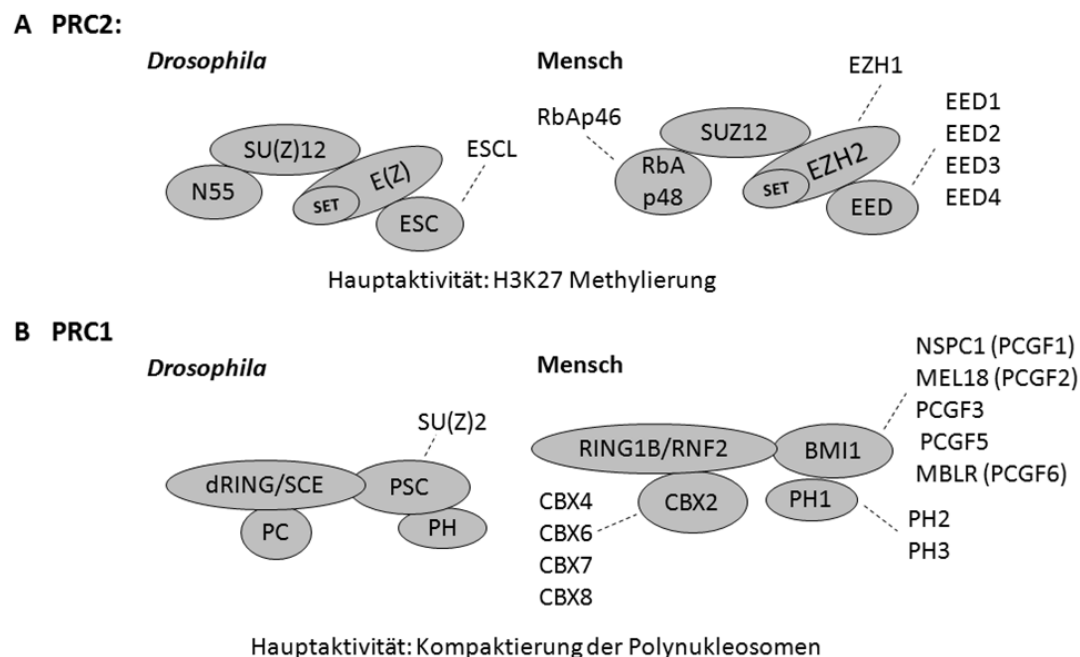 A PRC2:
Drosophila
Mensch
EZH1
RbAp46
EED1
EED2
EED3
EED4
SU(Z)12
ESCL
N55
E(Z)
SET
ESC
SUZ12
RbA
p48
EZH2
SET
EED
Hauptaktivität: H3K27 Methylierung
B PRC1
Drosophila
Mensch
SU(Z)2
dRING/SCE
PSC
PC
PH
NSPC1 (PCGF1)
MEL18 (PCGF2)
PCGF3
PCGF5
MBLR (PCGF6)
RING1B/RNF2
BMI1
CBX4
CBX6
CBX7
CBX8
CBX2
PH1
PH2
PH3
Hauptaktivität: Kompaktierung der Polynukleosomen